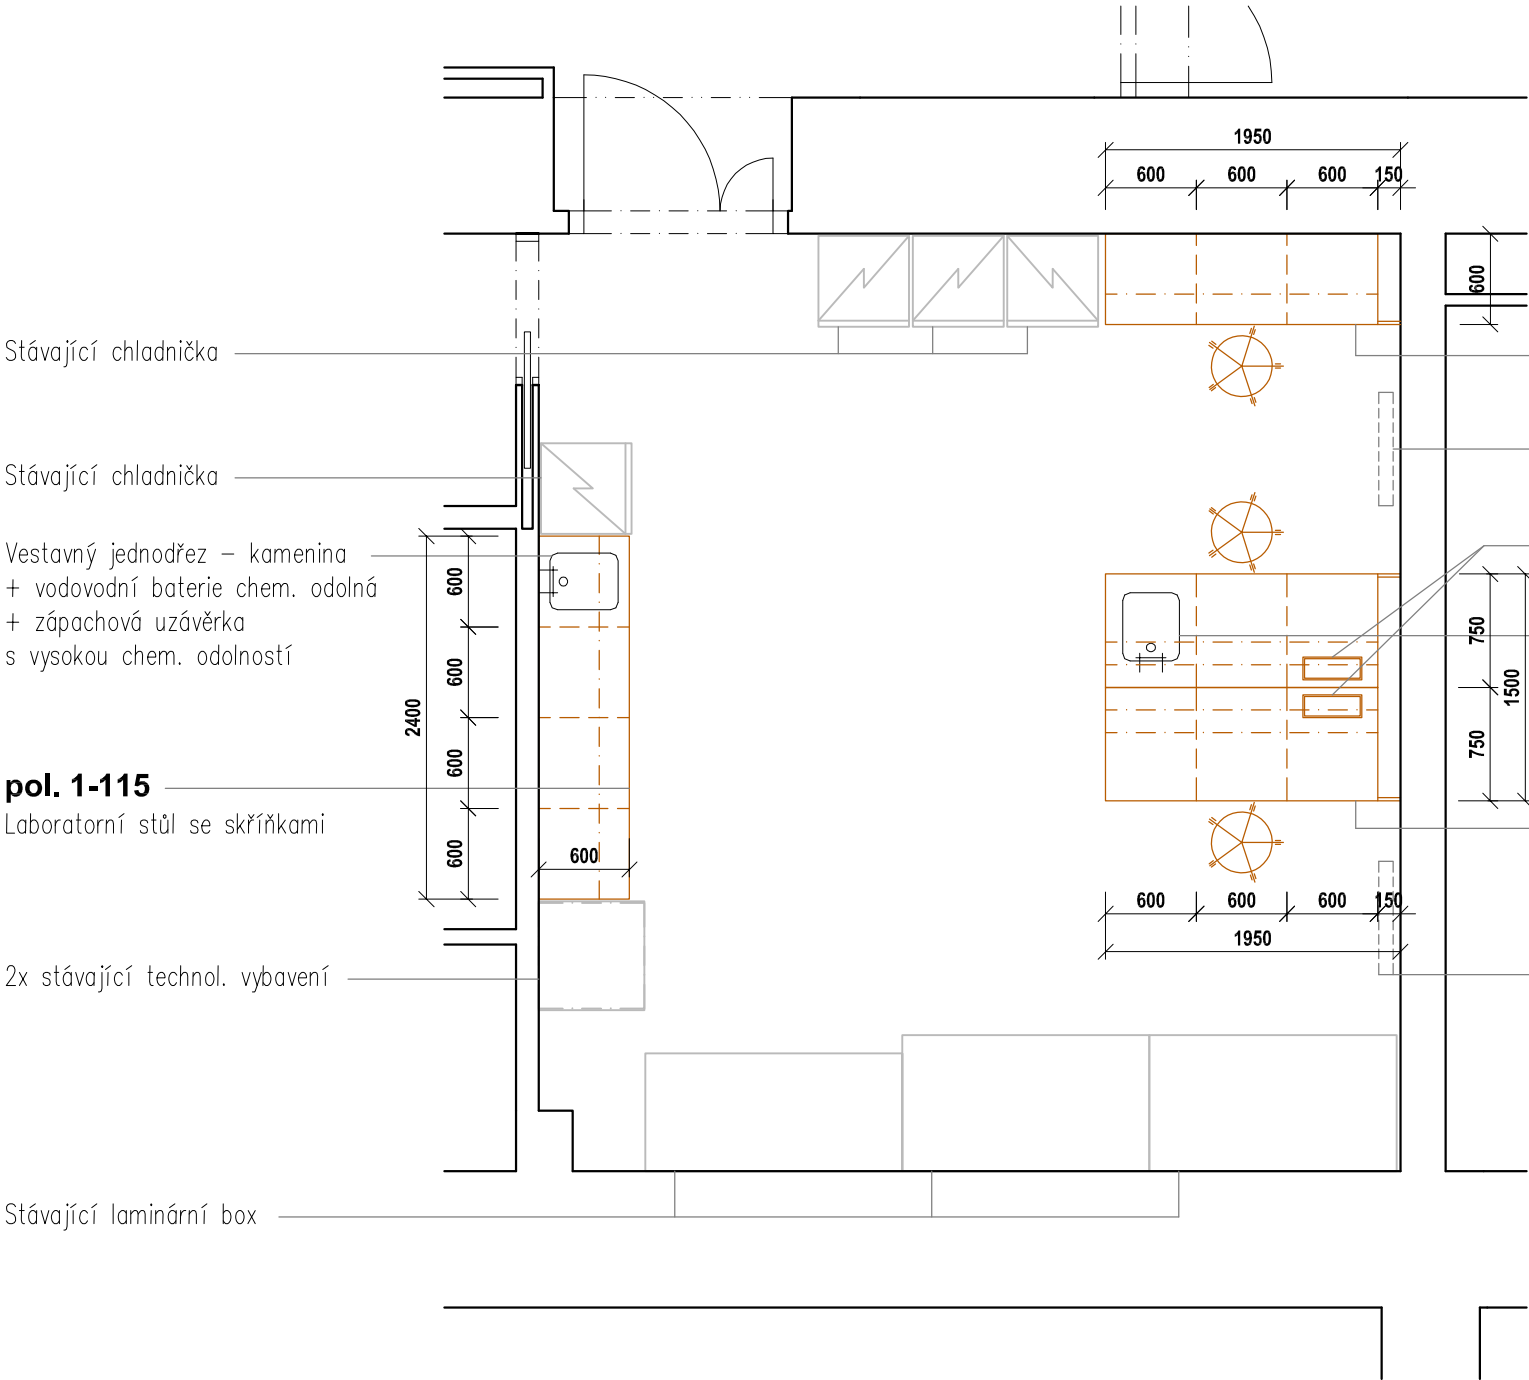 1950
600 600 600 150
600
Stávající chladnička
Stávající chladnička
Vestavný jednodřez – kamenina
+ vodovodní baterie chem. odolná
+ zápachová uzávěrka
s vysokou chem. odolností
600
600
600
600
2400
600
750
750
1500
pol. 1-115
Laboratorní stůl se skříňkami
600 600 600 150
1950
2x stávající technol. vybavení
Stávající laminární box